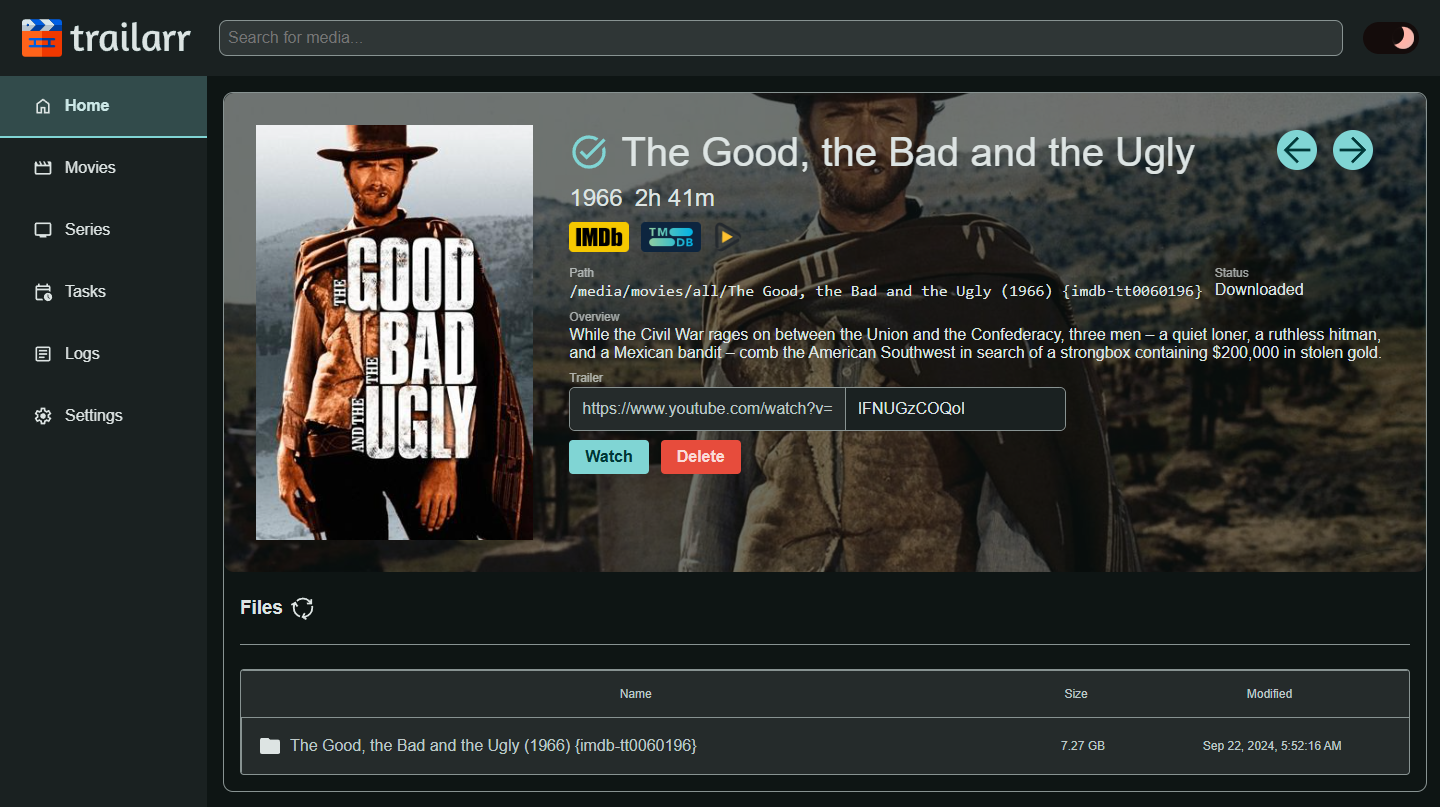 trailarr
Search for media...
Home
Movies
Series
Tasks
Logs
Settings
THE GOOD
THE BAD
AND THE UGLY
The Good, the Bad and the Ugly
1966 2h 41m
IMDb
TMDB
Path
/media/movies/all/The Good, the Bad and the Ugly (1966) {imdb-tt0060196}
Status
Downloaded
Overview
While the Civil War rages on between the Union and the Confederacy, three men – a quiet loner, a ruthless hitman,
and a Mexican bandit – comb the American Southwest in search of a strongbox containing $200,000 in stolen gold.
Trailer
https://www.youtube.com/watch?v= IFNUGzCOQoI
Watch Delete
Files
Name Size Modified
The Good, the Bad and the Ugly (1966) {imdb-tt0060196} 7.27 GB Sep 22, 2024, 5:52:16 AM